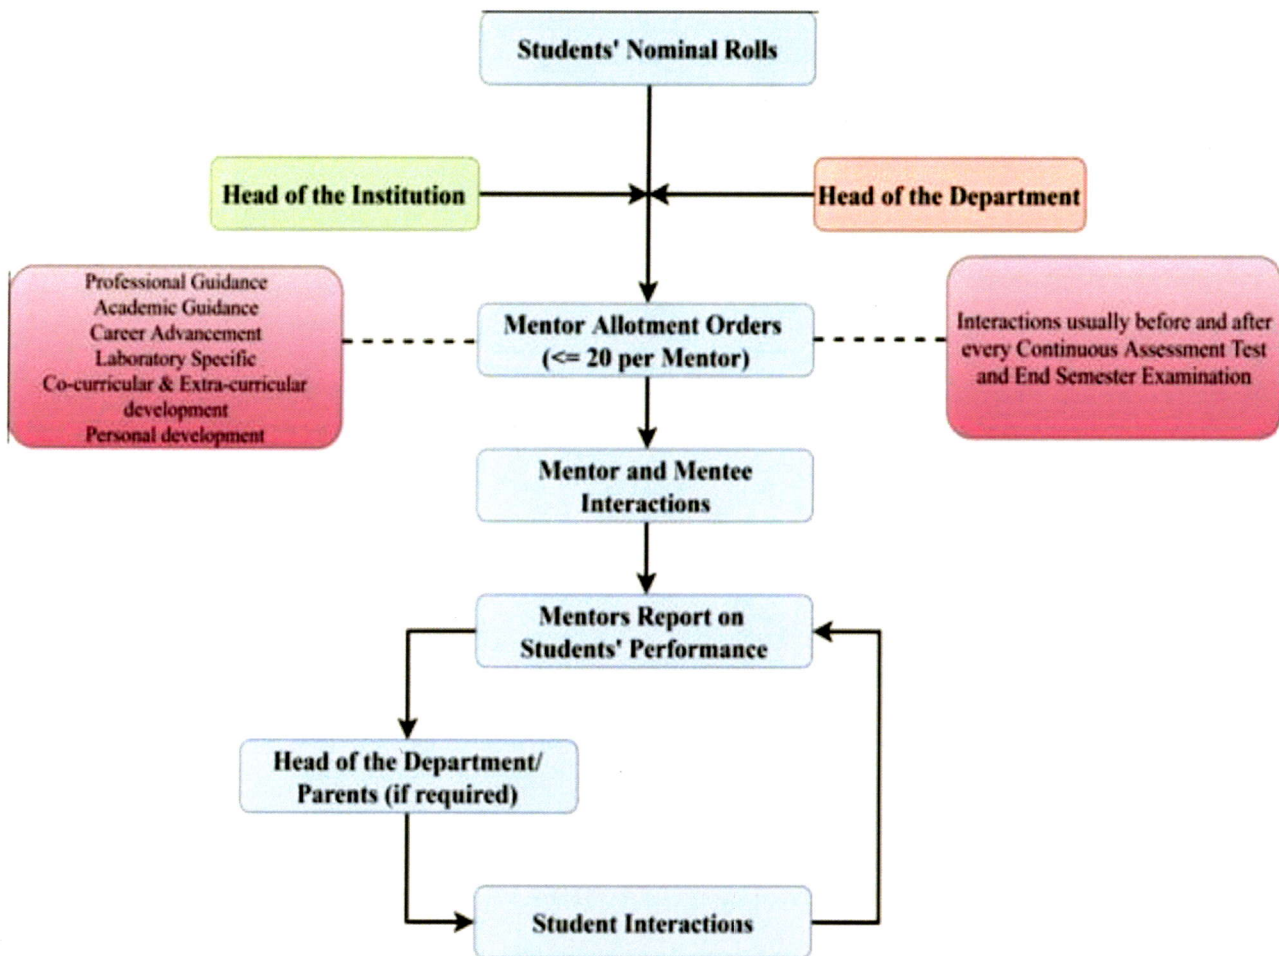 Students' Nominal Rolls
Head of the Institution
Head of the Department
Professional Guidance
Academic Guidance
Career Advancement
Laboratory Specific
Co-curricular & Extra-curricular
development
Personal development
Mentor Allotment Orders
(<= 20 per Mentor)
Interactions usually before and after
every Continuous Assessment Test
and End Semester Examination
Mentor and Mentee
Interactions
Mentors Report on
Students' Performance
Head of the Department/
Parents (if required)
Student Interactions